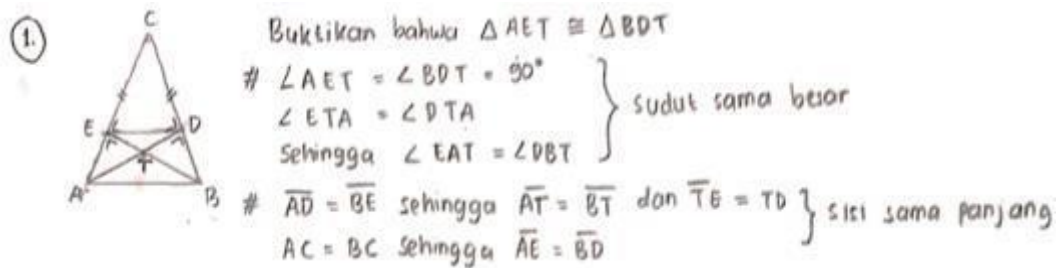 1. Buktikan bahwa △AET ≅ △BDT
C
# ∠AET = ∠BDT = 90°
∠ETA = ∠DTA
Sehingga ∠EAT = ∠DBT
} sudut sama besar
E D
T
A B
# AD = BE sehingga AT = BT dan TE = TD
AC = BC sehingga AE = BD
} sisi sama panjang